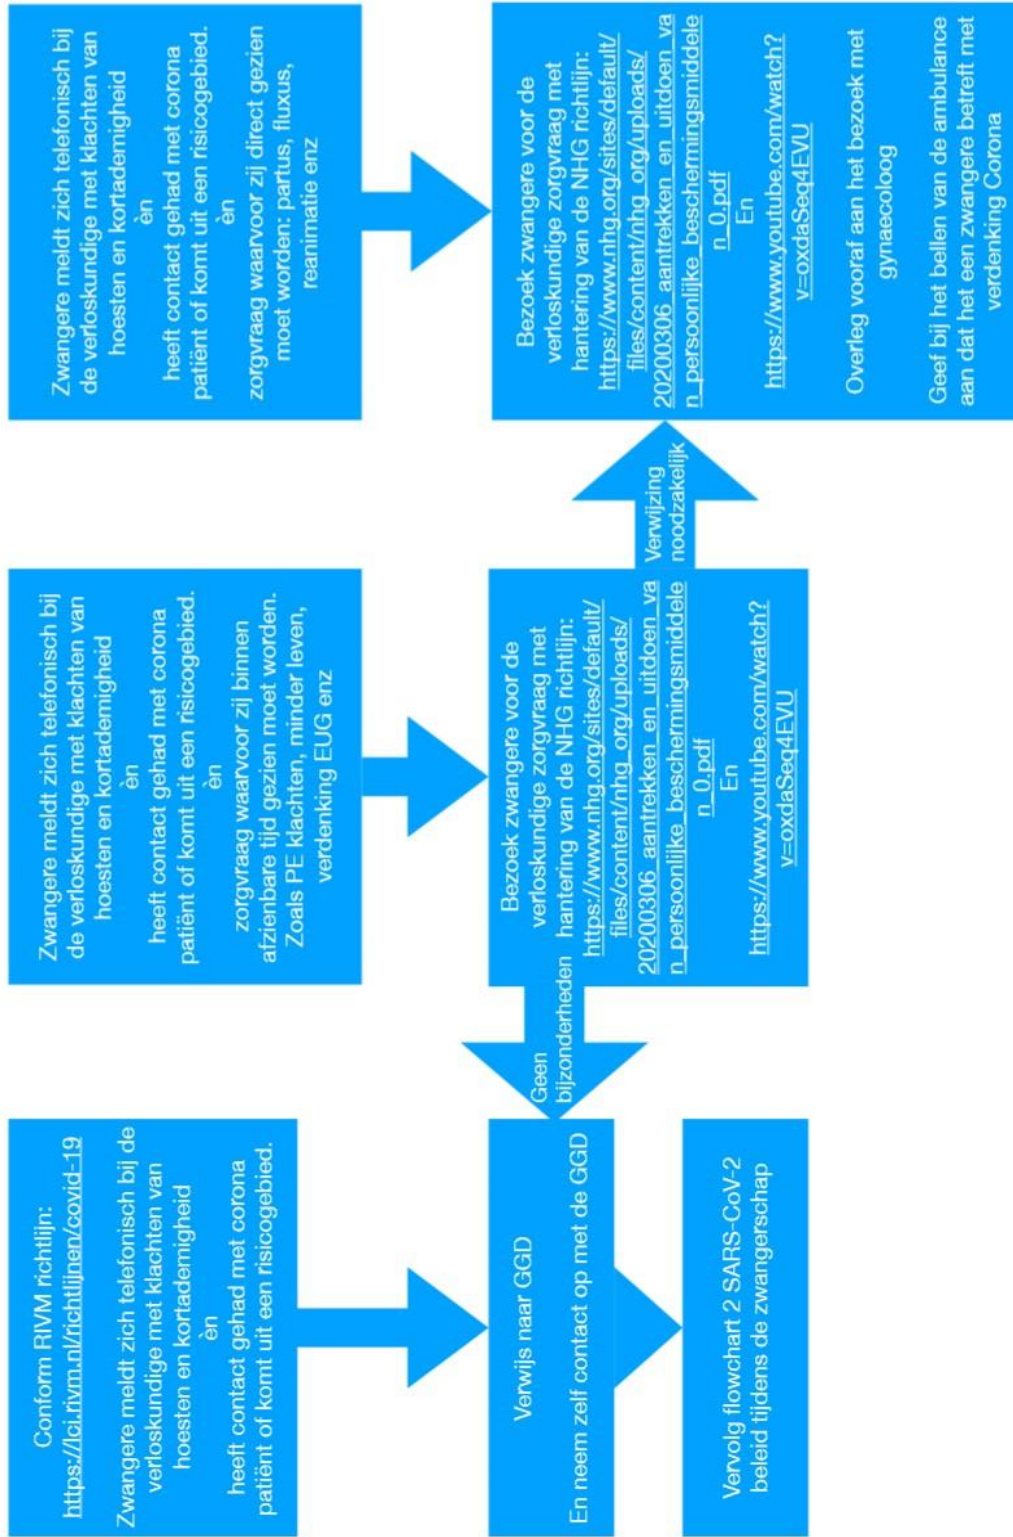 Conform RIVM richtlijn:
https://lci.rivm.nl/richtlijnen/covid-19
Zwangere meldt zich telefonisch bij de
verloskundige met klachten van
hoesten en kortademigheid
èn
heeft contact gehad met corona
patiënt of komt uit een risicogebied.
Verwijs naar GGD
En neem zelf contact op met de GGD
Vervolg flowchart 2 SARS-CoV-2
beleid tijdens de zwangerschap
Zwangere meldt zich telefonisch bij
de verloskundige met klachten van
hoesten en kortademigheid
èn
heeft contact gehad met corona
patiënt of komt uit een risicogebied.
èn
zorgvraag waarvoor zij binnen
afzienbare tijd gezien moet worden.
Zoals PE klachten, minder leven,
verdenking EUG enz
Geen
bijzonderheden
Bezoek zwangere voor de
verloskundige zorgvraag met
hantering van de NHG richtlijn:
https://www.nhg.org/sites/default/
files/content/nhg_org/uploads/
20200306_aantrekken_en_uitdoen_va
n_persoonlijke_beschermingsmiddele
n_0.pdf
En
https://www.youtube.com/watch?
v=oxdaSeq4EVU
Verwijzing
noodzakelijk
Zwangere meldt zich telefonisch bij
de verloskundige met klachten van
hoesten en kortademigheid
èn
heeft contact gehad met corona
patiënt of komt uit een risicogebied.
èn
zorgvraag waarvoor zij direct gezien
moet worden: partus, fluxus,
reanimatie enz
Bezoek zwangere voor de
verloskundige zorgvraag met
hantering van de NHG richtlijn:
https://www.nhg.org/sites/default/
files/content/nhg_org/uploads/
20200306_aantrekken_en_uitdoen_va
n_persoonlijke_beschermingsmiddele
n_0.pdf
En
https://www.youtube.com/watch?
v=oxdaSeq4EVU
Overleg vooraf aan het bezoek met
gynaecoloog
Geef bij het bellen van de ambulance
aan dat het een zwangere betreft met
verdenking Corona